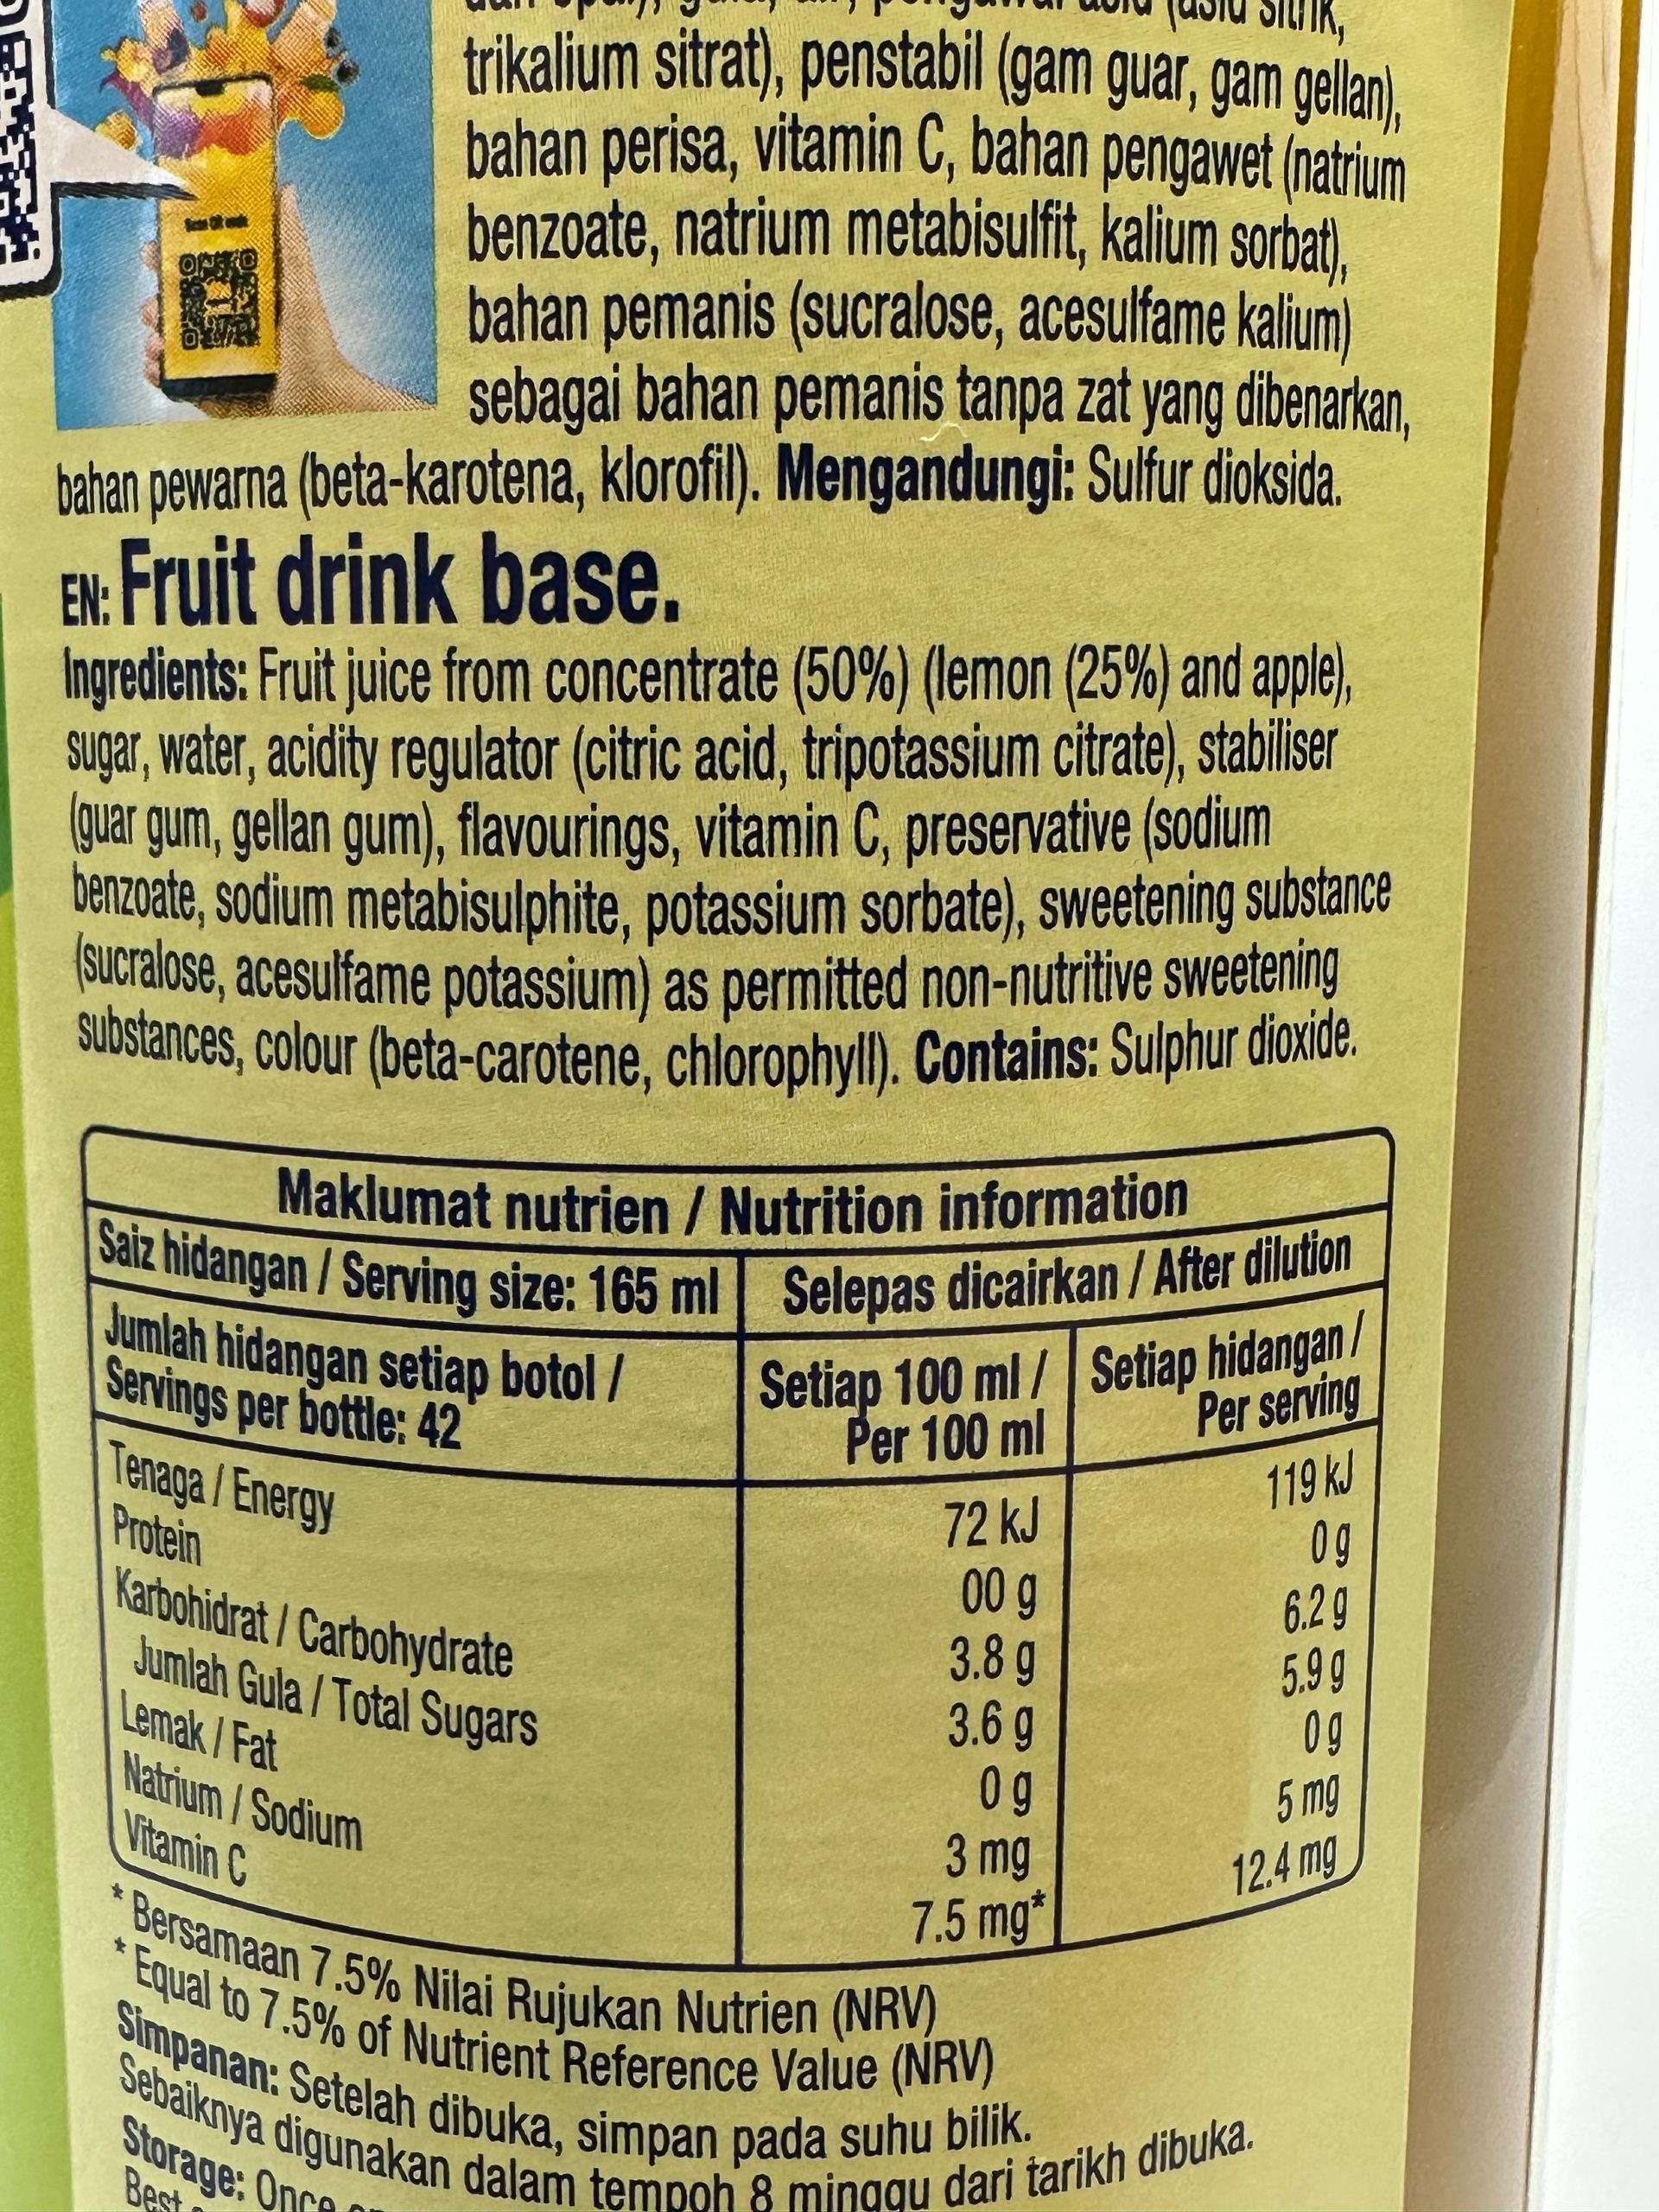 trikalium sitrat), penstabil (gam guar, gam gellan),
bahan perisa, vitamin C, bahan pengawet (natrium
benzoate, natrium metabisulfit, kalium sorbat),
bahan pemanis (sucralose, acesulfame kalium)
sebagai bahan pemanis tanpa zat yang dibenarkan,
bahan pewarna (beta-karotena, klorofil). Mengandungi: Sulfur dioksida.
Scan QR code
EN: Fruit drink base.
Ingredients: Fruit juice from concentrate (50%) (lemon (25%) and apple),
sugar, water, acidity regulator (citric acid, tripotassium citrate), stabiliser
(guar gum, gellan gum), flavourings, vitamin C, preservative (sodium
benzoate, sodium metabisulphite, potassium sorbate), sweetening substance
(sucralose, acesulfame potassium) as permitted non-nutritive sweetening
substances, colour (beta-carotene, chlorophyll). Contains: Sulphur dioxide.
Maklumat nutrien / Nutrition information
Saiz hidangan / Serving size: 165 ml Selepas dicairkan / After dilution
Jumlah hidangan setiap botol / Setiap 100 ml / Setiap hidangan /
Servings per bottle: 42 Per 100 ml Per serving
Tenaga / Energy 72 kJ 119 kJ
Protein 00 g 0 g
Karbohidrat / Carbohydrate 3.8 g 6.2 g
Jumlah Gula / Total Sugars 3.6 g 5.9 g
Lemak / Fat 0 g 0 g
Natrium / Sodium 3 mg 5 mg
Vitamin C 7.5 mg* 12.4 mg
* Bersamaan 7.5% Nilai Rujukan Nutrien (NRV)
* Equal to 7.5% of Nutrient Reference Value (NRV)
Simpanan: Setelah dibuka, simpan pada suhu bilik.
Sebaiknya digunakan dalam tempoh 8 minggu dari tarikh dibuka.
Storage: Once
Best